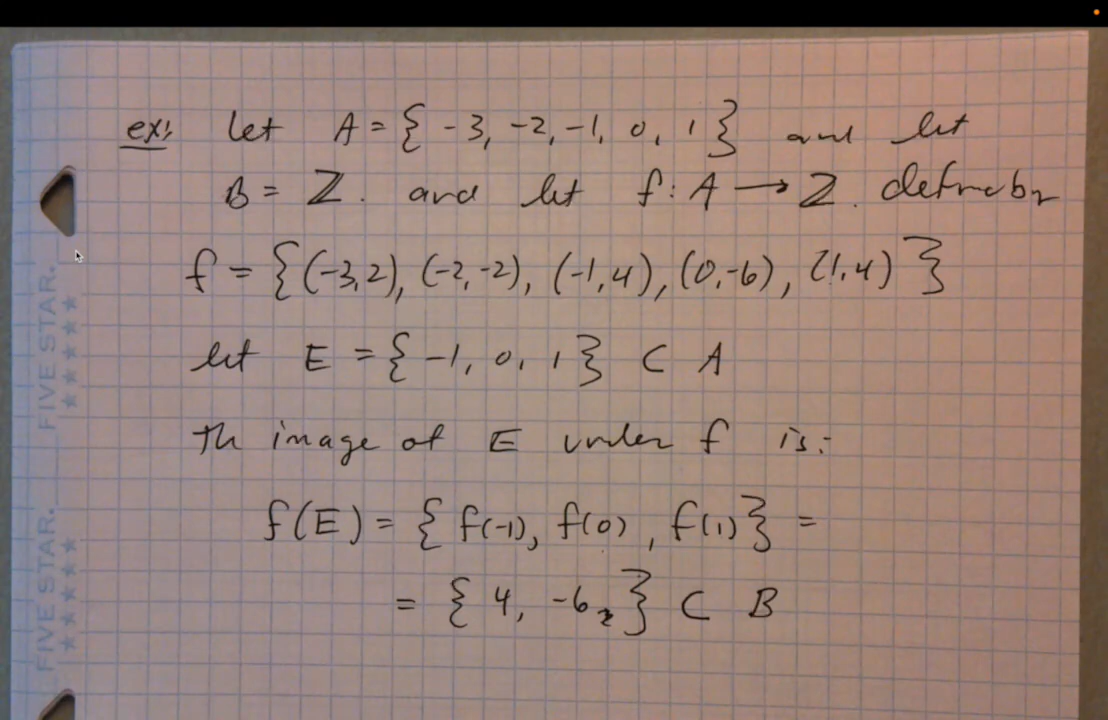 ex: let A = { -3, -2, -1, 0, 1 } and let
B = ℤ. and let f: A → ℤ. define by
f = { (-3,2), (-2,-2), (-1,4), (0,-6), (1,4) }
let E = { -1, 0, 1 } ⊂ A
Th image of E under f is:
f(E) = { f(-1), f(0), f(1) } =
= { 4, -6 } ⊂ B
FIVE STAR.
FIVE STAR.